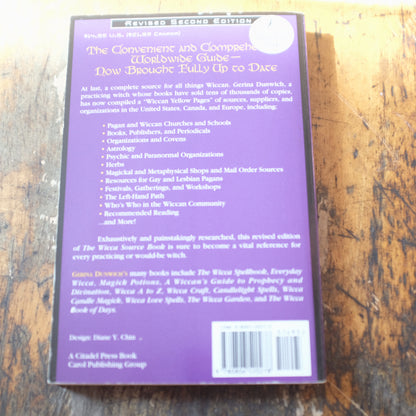 REVISED SECOND EDITION
$14.95 U.S.
THE CONVENIENT AND
WORLDWIDE GUIDE—
NOW BROUGHT FULLY UP TO DATE
At last, a complete source for all things Wiccan. Gerina Dunwich, a
practicing witch whose books have sold tens of thousands of copies,
has now compiled a "Wiccan Yellow Pages" of sources, suppliers, and
organizations in the United States, Canada, and Europe, including:
• Pagan and Wiccan Churches and Schools
• Books, Publishers, and Periodicals
• Organizations and Covens
• Astrology
• Psychic and Paranormal Organizations
• Herbs
• Magickal and Metaphysical Shops and Mail Order Sources
• Resources for Gay and Lesbian Pagans
• Festivals, Gatherings, and Workshops
• The Left-Hand Path
• Who's Who in the Wiccan Community
• Recommended Reading
...and More!
Exhaustively and painstakingly researched, this revised edition
of The Wicca Source Book is sure to become a vital reference for
every practicing or would-be witch.
GERINA DUNWICH'S many books include The Wicca Spellbook, Everyday
Wicca, Magick Potions, A Wiccan's Guide to Prophecy and
Divination, Wicca A to Z, Wicca Craft, Candlelight Spells, Wicca
Candle Magick, Wicca Love Spells, The Wicca Garden, and The Wicca
Book of Days.
Design: Diane Y. Chin
A Citadel Press Book
Carol Publishing Group